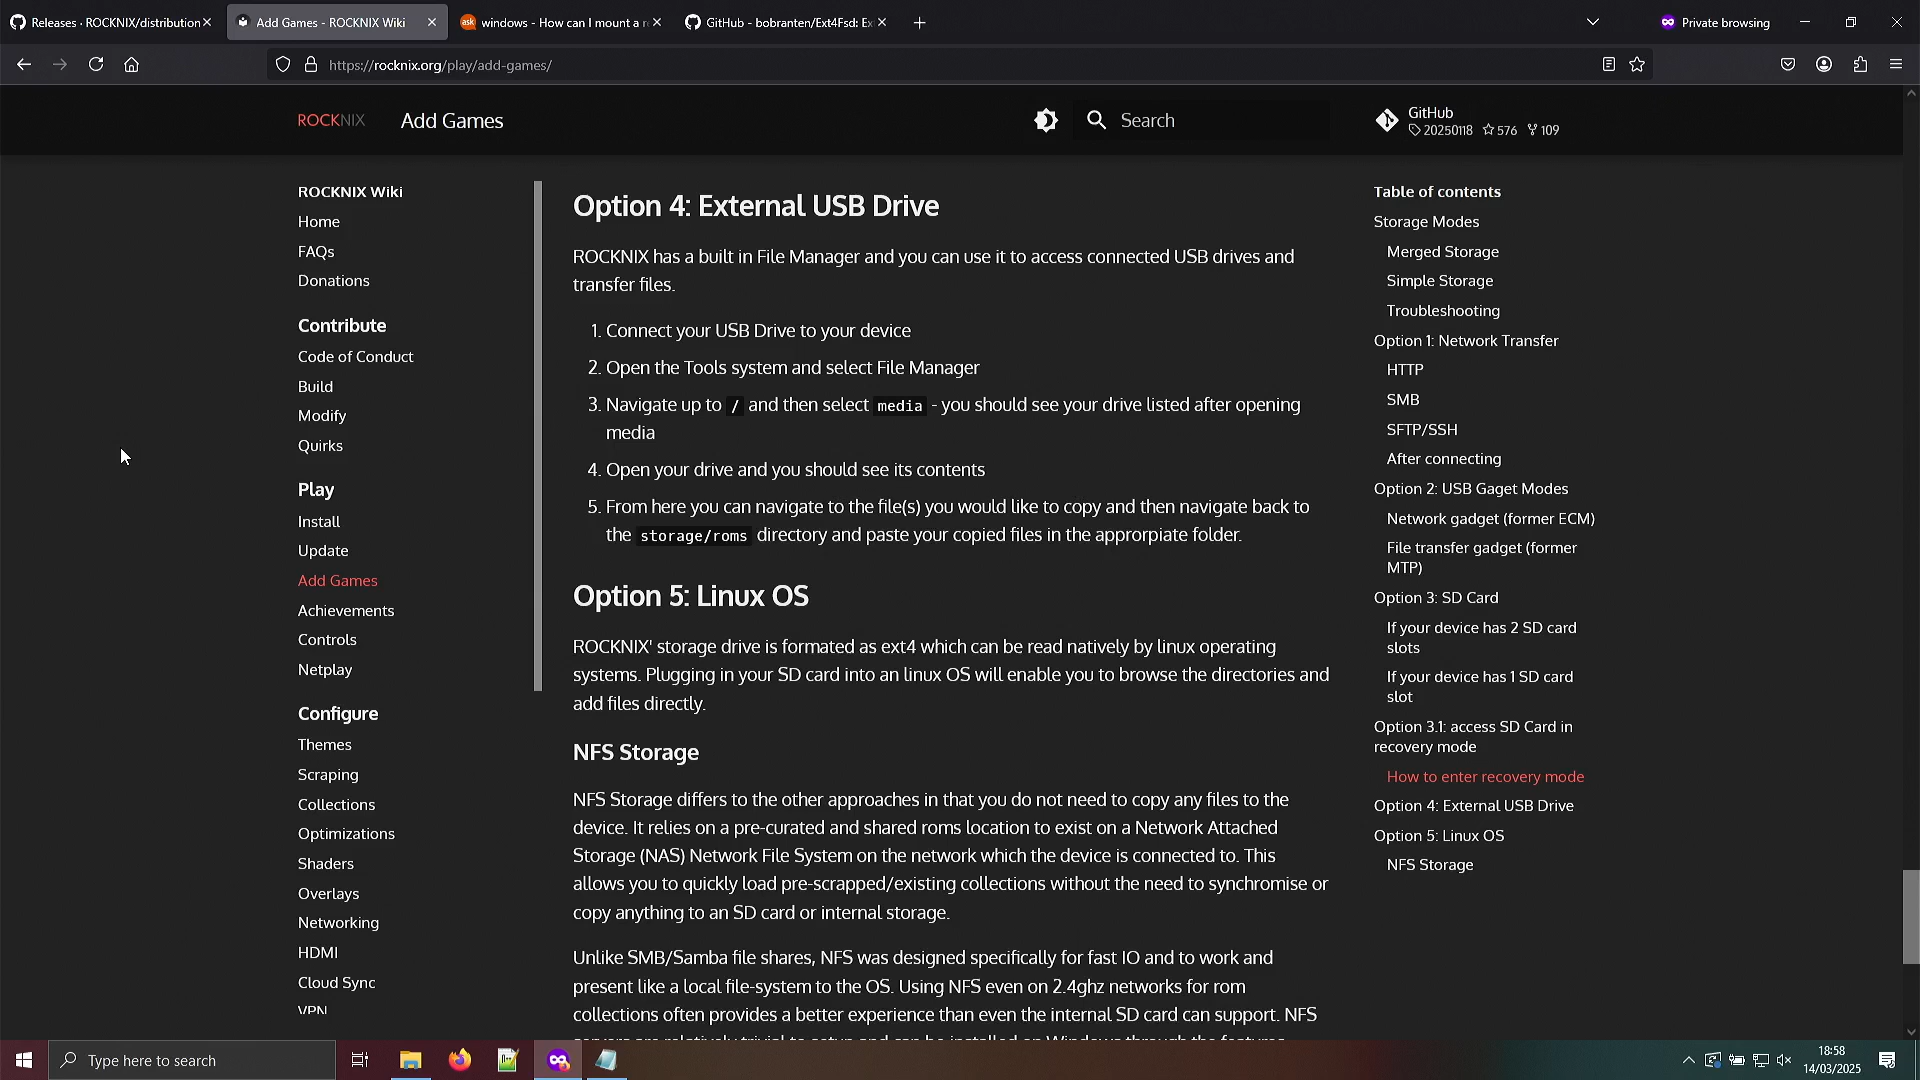 Releases · ROCKNIX/distribution
Add Games - ROCKNIX Wiki
windows - How can I mount a re
GitHub - bobranten/Ext4Fsd: Ex
Private browsing
https://rocknix.org/play/add-games/
ROCKNIX
Add Games
Search
GitHub
20250118 576 109
ROCKNIX Wiki
Home
FAQs
Donations
Contribute
Code of Conduct
Build
Modify
Quirks
Play
Install
Update
Add Games
Achievements
Controls
Netplay
Configure
Themes
Scraping
Collections
Optimizations
Shaders
Overlays
Networking
HDMI
Cloud Sync
VPN
Option 4: External USB Drive
ROCKNIX has a built in File Manager and you can use it to access connected USB drives and
transfer files.
1. Connect your USB Drive to your device
2. Open the Tools system and select File Manager
3. Navigate up to / and then select media - you should see your drive listed after opening
media
4. Open your drive and you should see its contents
5. From here you can navigate to the file(s) you would like to copy and then navigate back to
the storage/roms directory and paste your copied files in the approrpiate folder.
Option 5: Linux OS
ROCKNIX' storage drive is formated as ext4 which can be read natively by linux operating
systems. Plugging in your SD card into an linux OS will enable you to browse the directories and
add files directly.
NFS Storage
NFS Storage differs to the other approaches in that you do not need to copy any files to the
device. It relies on a pre-curated and shared roms location to exist on a Network Attached
Storage (NAS) Network File System on the network which the device is connected to. This
allows you to quickly load pre-scrapped/existing collections without the need to synchromise or
copy anything to an SD card or internal storage.
Unlike SMB/Samba file shares, NFS was designed specifically for fast IO and to work and
present like a local file-system to the OS. Using NFS even on 2.4ghz networks for rom
collections often provides a better experience than even the internal SD card can support. NFS
servers are relatively trivial to setup and can be installed on Windows through the features
Table of contents
Storage Modes
Merged Storage
Simple Storage
Troubleshooting
Option 1: Network Transfer
HTTP
SMB
SFTP/SSH
After connecting
Option 2: USB Gaget Modes
Network gadget (former ECM)
File transfer gadget (former
MTP)
Option 3: SD Card
If your device has 2 SD card
slots
If your device has 1 SD card
slot
Option 3.1: access SD Card in
recovery mode
How to enter recovery mode
Option 4: External USB Drive
Option 5: Linux OS
NFS Storage
Type here to search
18:58
14/03/2025